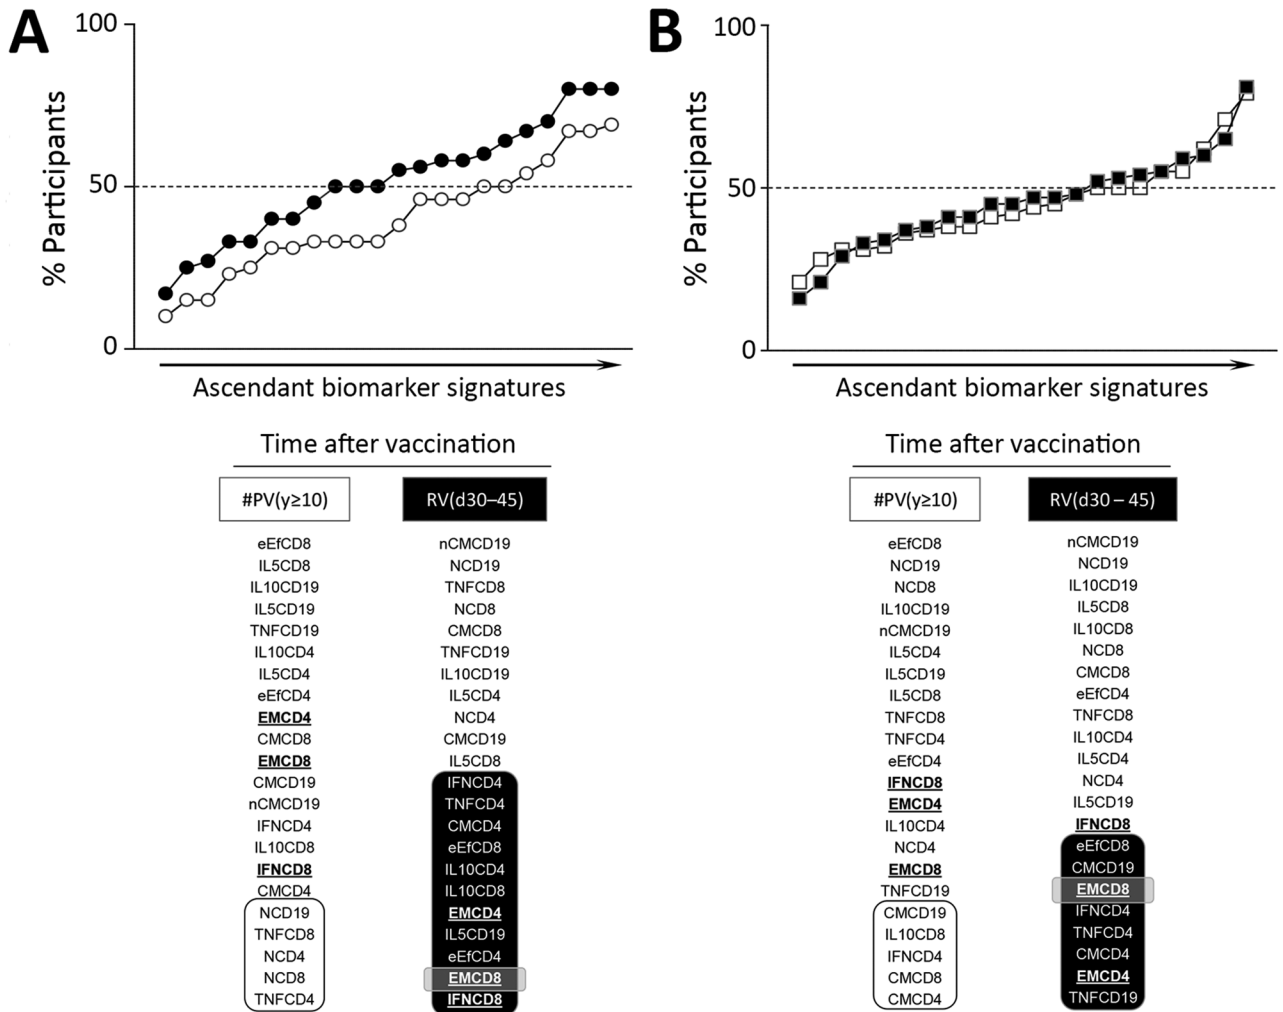 A
100
50
0
% Participants
Ascendant biomarker signatures
Time after vaccination
#PV(y≥10)
eEfCD8
IL5CD8
IL10CD19
IL5CD19
TNFCD19
IL10CD4
IL5CD4
eEfCD4
EMCD4
CMCD8
EMCD8
CMCD19
nCMCD19
IFNCD4
IL10CD8
IFNCD8
CMCD4
NCD19
TNFCD8
NCD4
NCD8
TNFCD4
RV(d30–45)
nCMCD19
NCD19
TNFCD8
NCD8
CMCD8
TNFCD19
IL10CD19
IL5CD4
NCD4
CMCD19
IL5CD8
IFNCD4
TNFCD4
CMCD4
eEfCD8
IL10CD4
IL10CD8
EMCD4
IL5CD19
eEfCD4
EMCD8
IFNCD8
B
100
50
0
% Participants
Ascendant biomarker signatures
Time after vaccination
#PV(y≥10)
eEfCD8
NCD19
NCD8
IL10CD19
nCMCD19
IL5CD4
IL5CD19
IL5CD8
TNFCD8
TNFCD4
eEfCD4
IFNCD8
EMCD4
IL10CD4
NCD4
EMCD8
TNFCD19
CMCD19
IL10CD8
IFNCD4
CMCD8
CMCD4
RV(d30 – 45)
nCMCD19
NCD19
IL10CD19
IL5CD8
IL10CD8
NCD8
CMCD8
eEfCD4
TNFCD8
IL10CD4
IL5CD4
NCD4
IL5CD19
IFNCD8
eEfCD8
CMCD19
EMCD8
IFNCD4
TNFCD4
CMCD4
EMCD4
TNFCD19